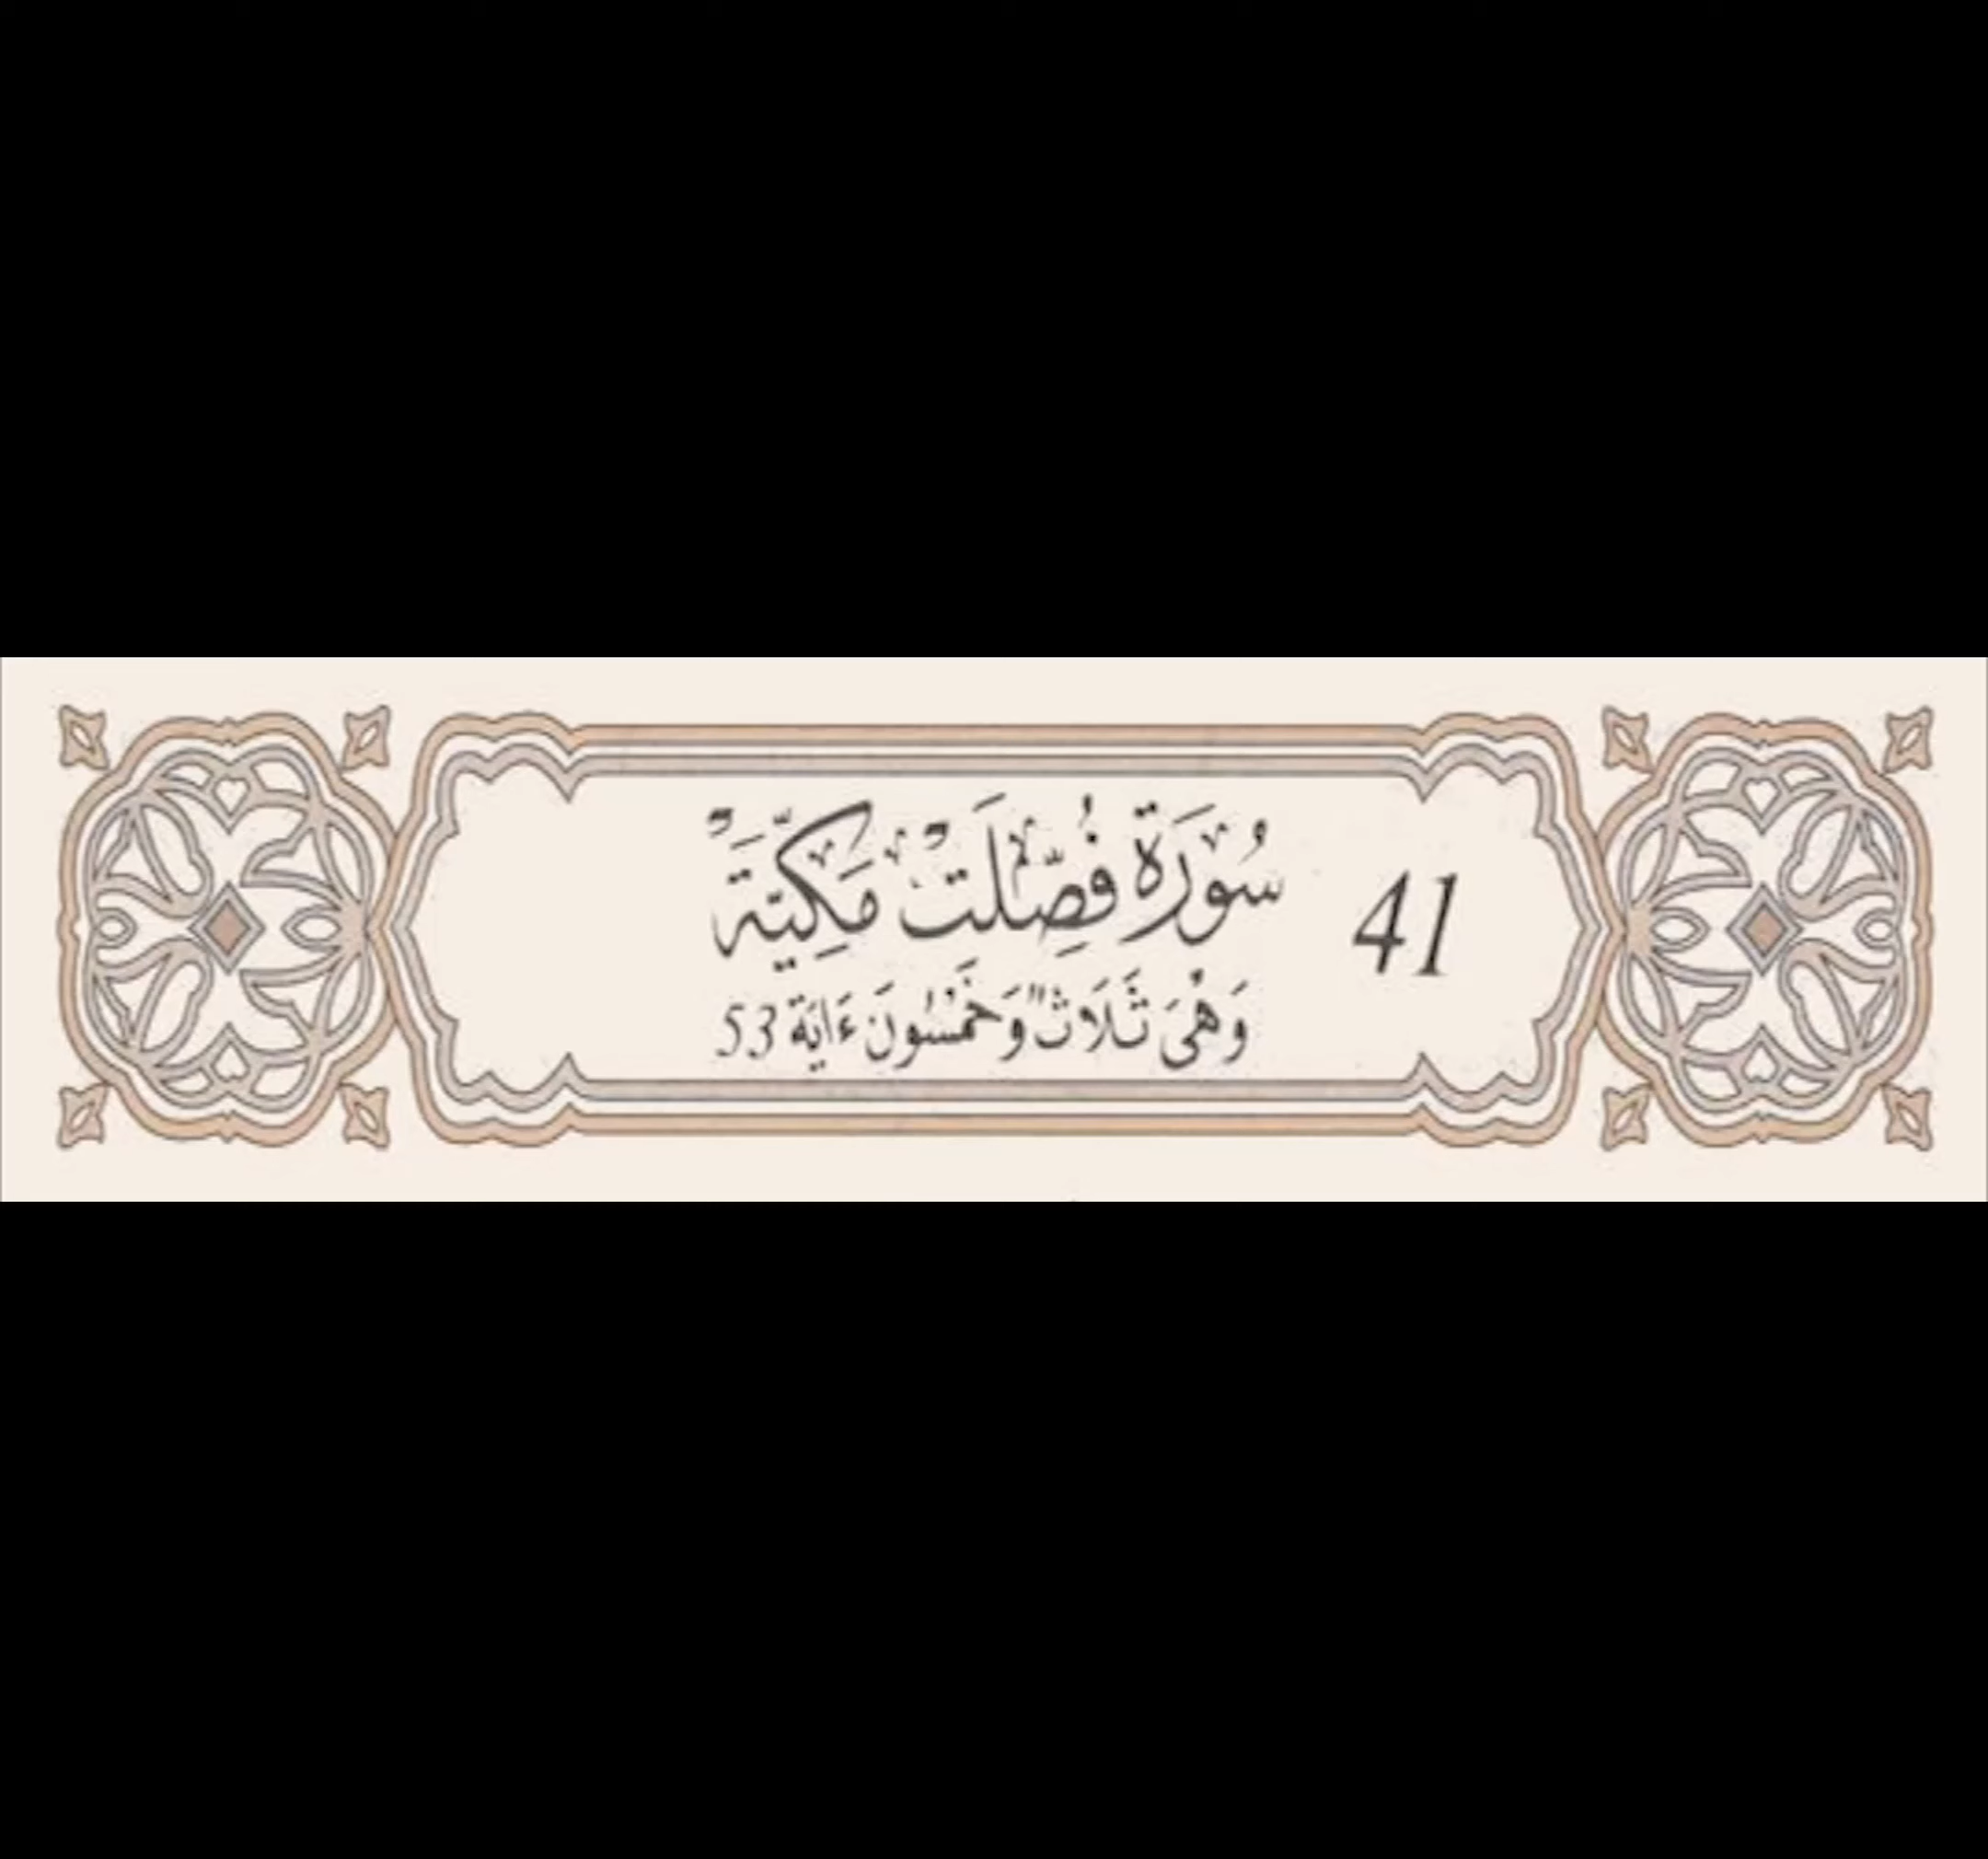 41
سُورَةُ فُصِّلَتْ مَكِّيَّةٌ
وَهْيَ ثَلَاثٌ وَخَمْسُونَ ءَايَةً 53